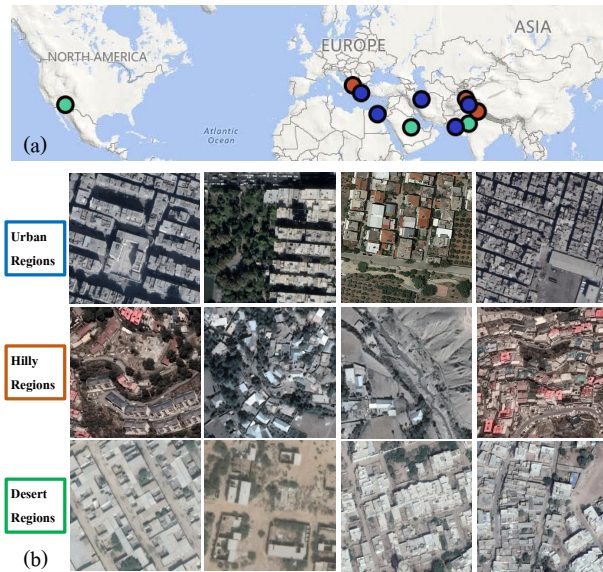 ASIA
EUROPE
NORTH AMERICA
Atlantic
Ocean
(a)
Urban
Regions
Hilly
Regions
Desert
Regions
(b)